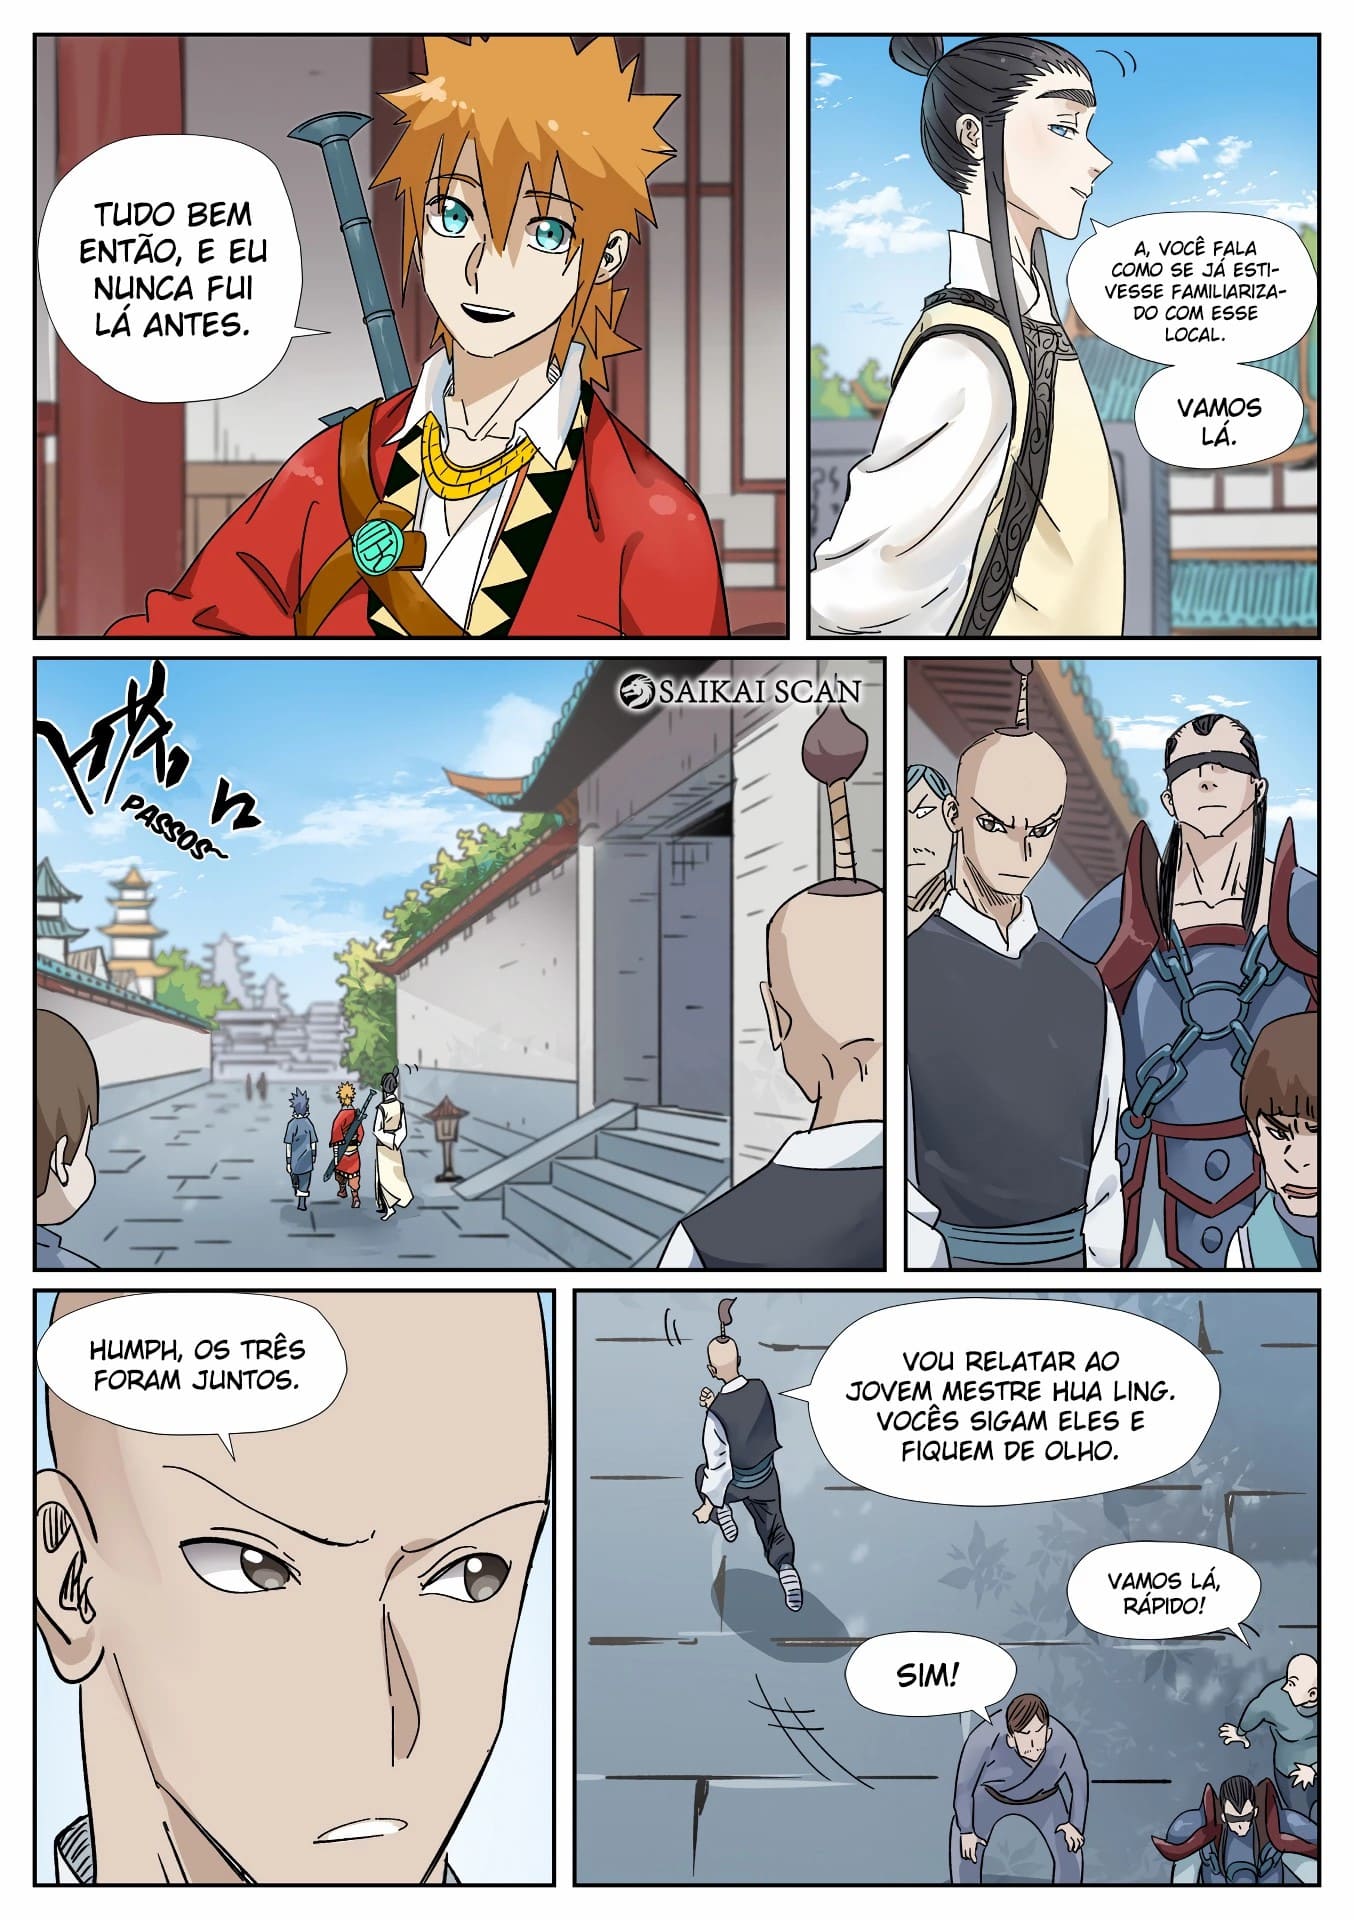 TUDO BEM
ENTÃO, E EU
NUNCA FUI
LÁ ANTES.
A, VOCÊ FALA
COMO SE JÁ ESTI-
VESSE FAMILIARIZA-
DO COM ESSE
LOCAL.
VAMOS
LÁ.
SAIKAI SCAN
PASSOS~
HUMPH, OS TRÊS
FORAM JUNTOS.
VOU RELATAR AO
JOVEM MESTRE HUA LING.
VOCÊS SIGAM ELES E
FIQUEM DE OLHO.
VAMOS LÁ,
RÁPIDO!
SIM!